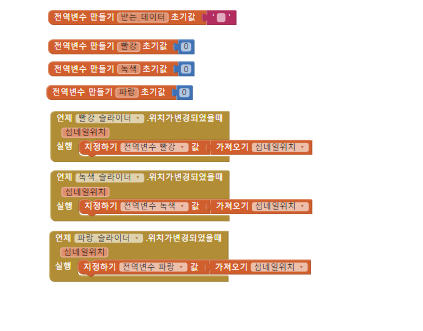 전역변수 만들기 받는 데이터 초기값 " "
전역변수 만들기 빨강 초기값 0
전역변수 만들기 녹색 초기값 0
전역변수 만들기 파랑 초기값 0
언제 빨강 슬라이더 .위치가변경되었을때
섬네일위치
실행 지정하기 전역변수 빨강 값 가져오기 섬네일위치
언제 녹색 슬라이더 .위치가변경되었을때
섬네일위치
실행 지정하기 전역변수 녹색 값 가져오기 섬네일위치
언제 파랑 슬라이더 .위치가변경되었을때
섬네일위치
실행 지정하기 전역변수 파랑 값 가져오기 섬네일위치